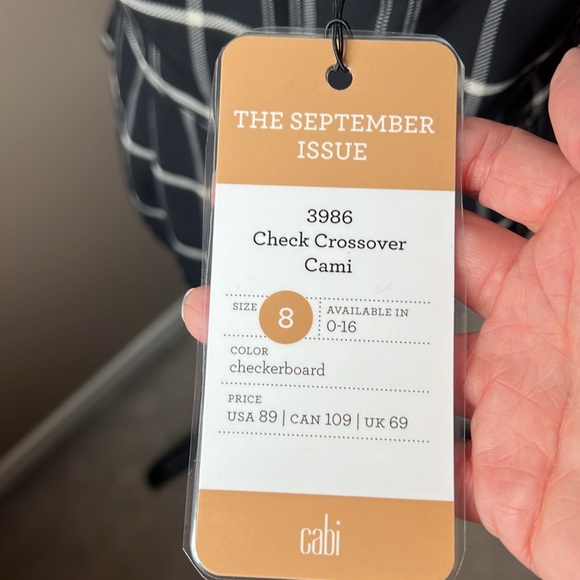 THE SEPTEMBER
ISSUE
3986
Check Crossover
Cami
SIZE 8 AVAILABLE IN
0-16
COLOR
checkerboard
PRICE
USA 89 | CAN 109 | UK 69
cabi